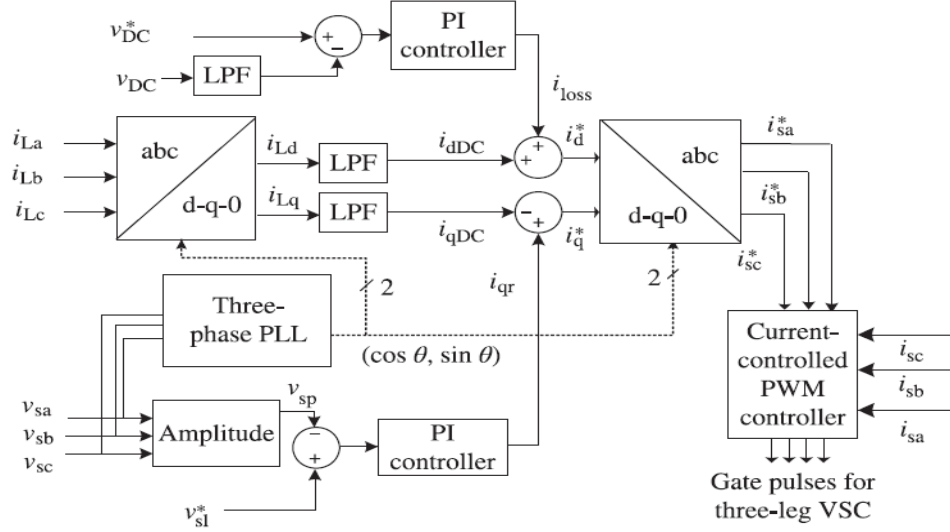 v*DC
+
−
PI
controller
vDC
LPF
iloss
iLa
iLb
iLc
abc
d-q-0
iLd
LPF
idDC
+
+
i*d
iLq
LPF
iqDC
−
+
i*q
abc
d-q-0
i*sa
i*sb
i*sc
2
iqr
2
Three-
phase PLL
(cos θ, sin θ)
Current-
controlled
PWM
controller
isc
isb
isa
vsa
vsb
vsc
Amplitude
vsp
−
+
PI
controller
v*sl
Gate pulses for
three-leg VSC